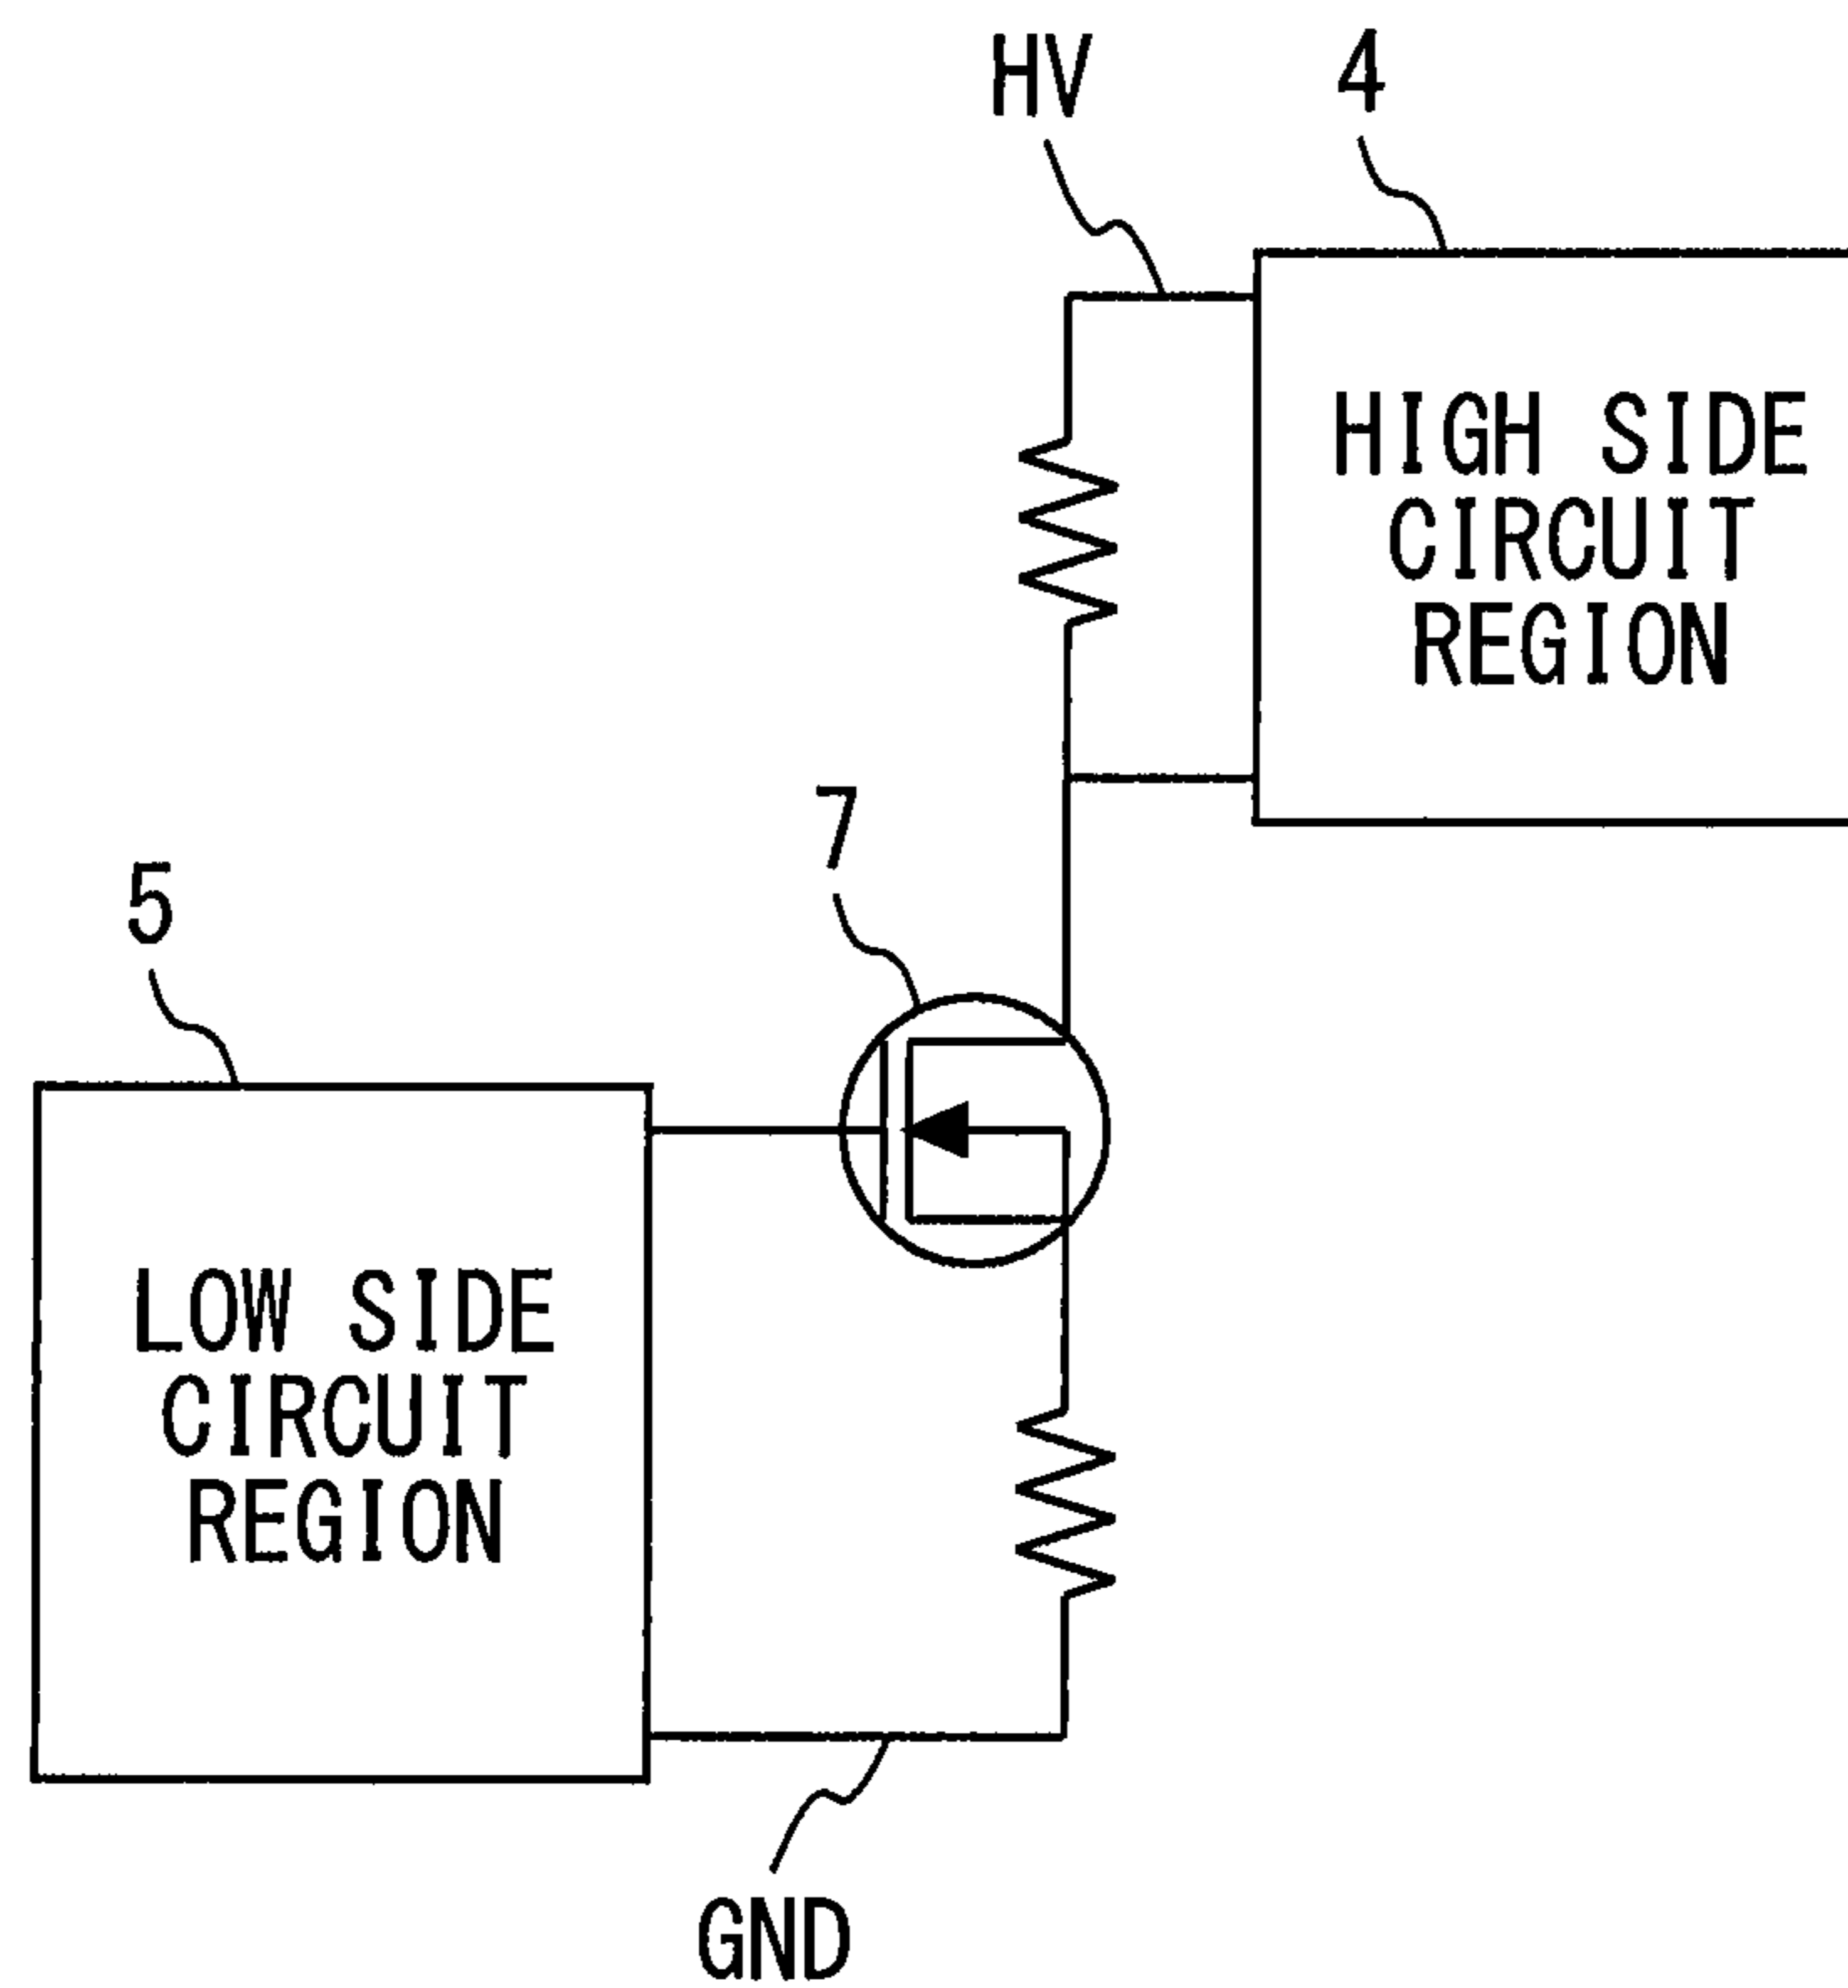 HV
4
HIGH SIDE
CIRCUIT
REGION
7
5
LOW SIDE
CIRCUIT
REGION
GND